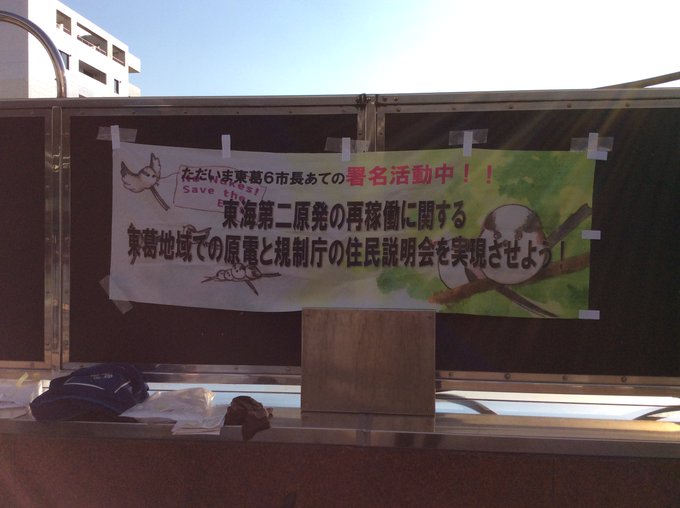 ただいま東葛6市長あての署名活動中！！
No Nukes!
Save the
東海第二原発の再稼働に関する
東葛地域での原電と規制庁の住民説明会を実現させよう！